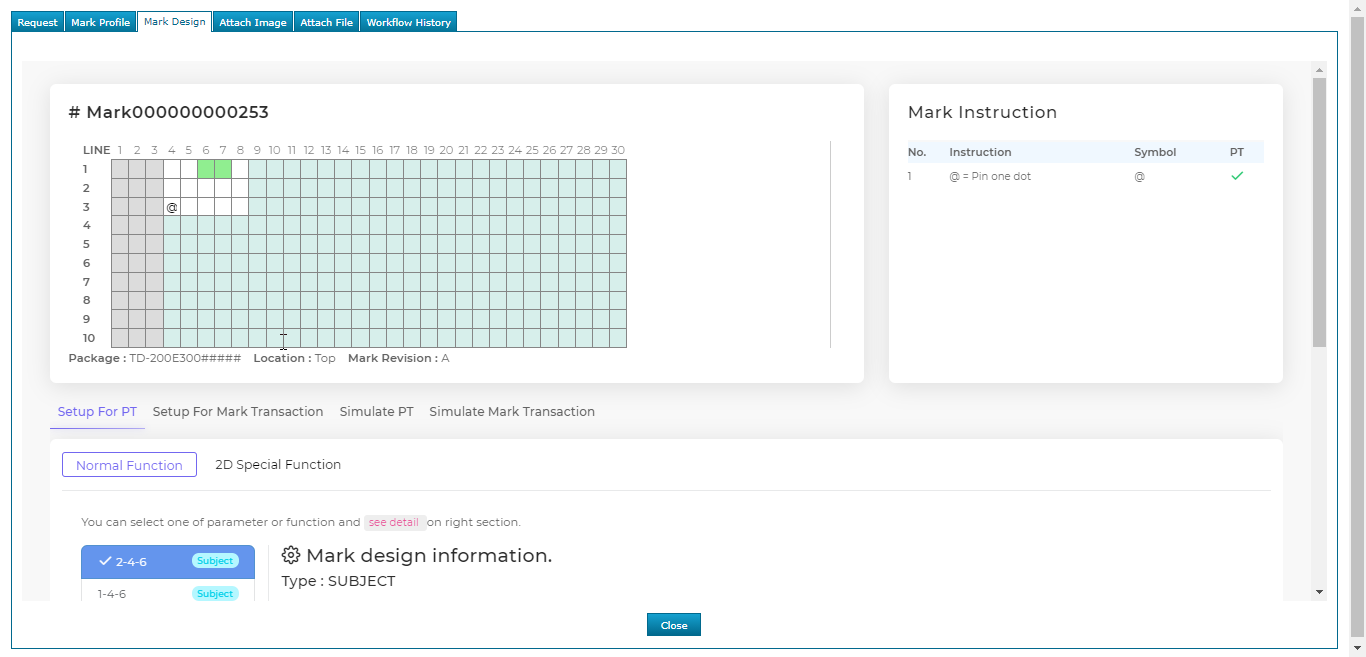 Request Mark Profile Mark Design Attach Image Attach File Workflow History
# Mark000000000253
LINE 1 2 3 4 5 6 7 8 9 10 11 12 13 14 15 16 17 18 19 20 21 22 23 24 25 26 27 28 29 30
1
2
3 @
4
5
6
7
8
9
10
Package : TD-200E300##### Location : Top Mark Revision : A
Mark Instruction
No. Instruction Symbol PT
1 @ = Pin one dot @
Setup For PT Setup For Mark Transaction Simulate PT Simulate Mark Transaction
Normal Function 2D Special Function
You can select one of parameter or function and see detail on right section.
2-4-6 Subject
1-4-6 Subject
Mark design information.
Type : SUBJECT
Close